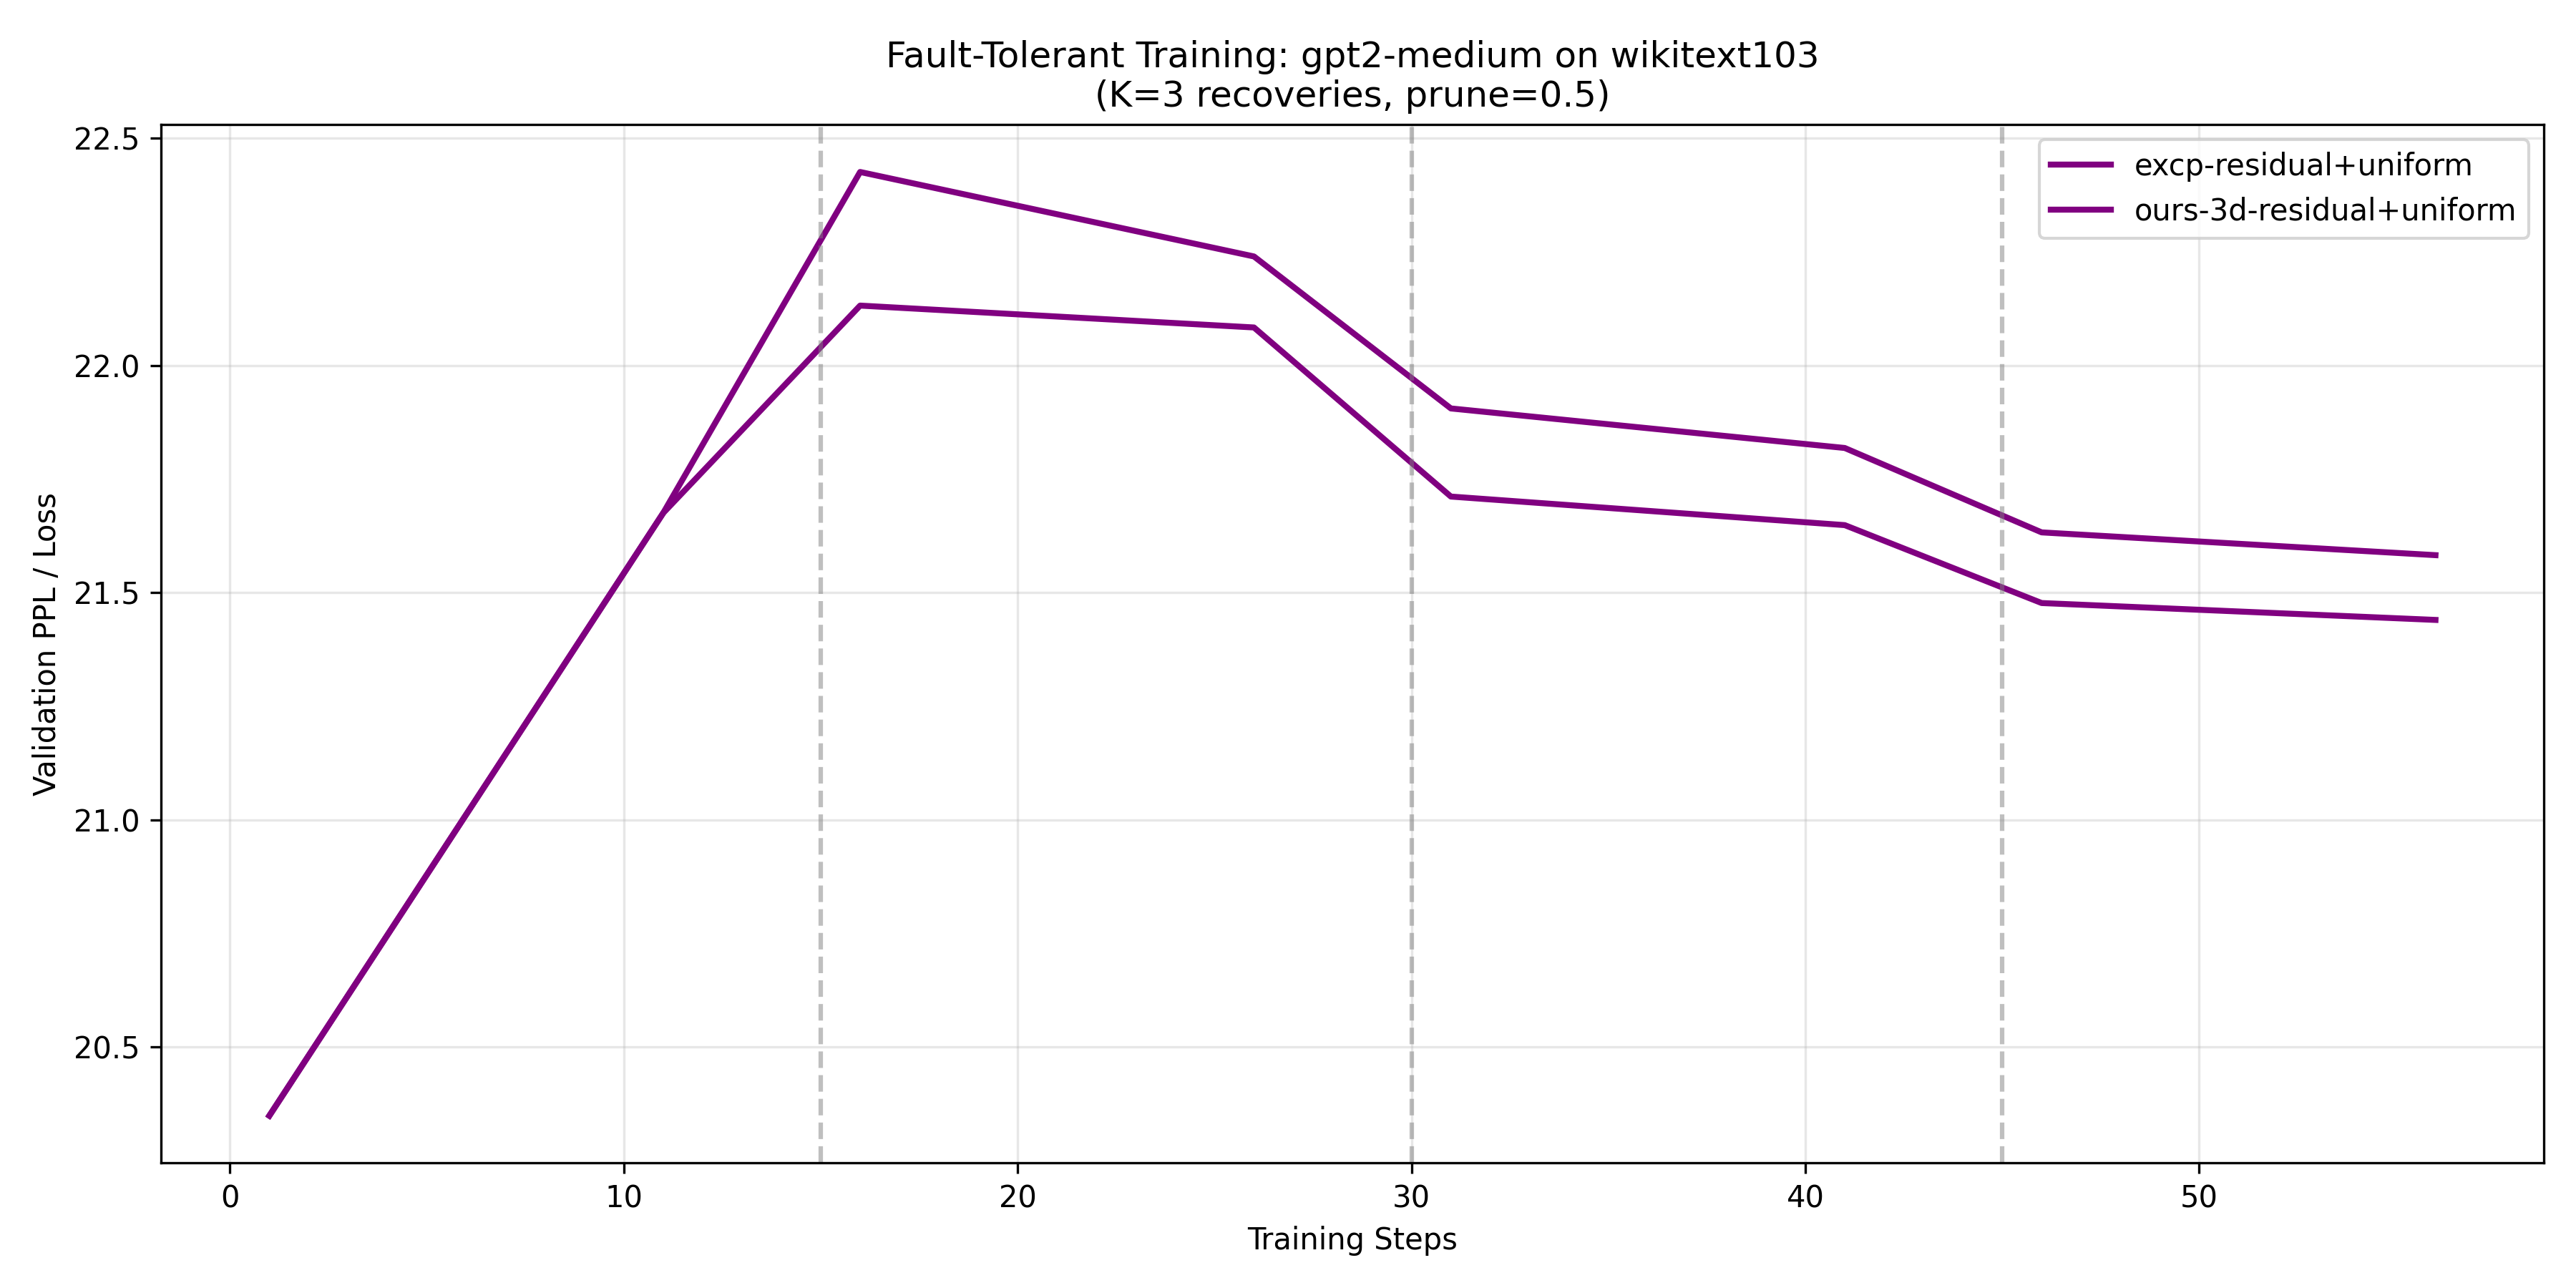 Fault-Tolerant Training: gpt2-medium on wikitext103
(K=3 recoveries, prune=0.5)
22.5
22.0
21.5
21.0
20.5
Validation PPL / Loss
excp-residual+uniform
ours-3d-residual+uniform
0
10
20
30
40
50
Training Steps